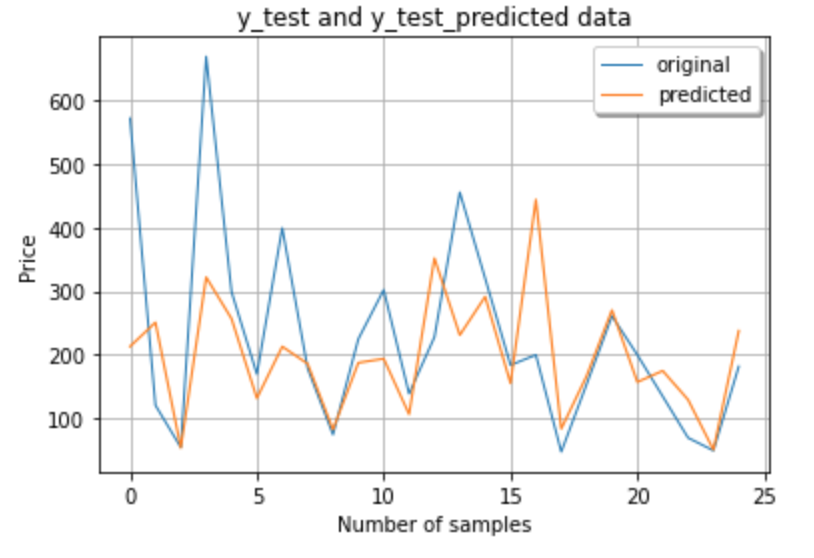 y_test and y_test_predicted data
original
predicted
600
500
400
300
200
100
Price
0 5 10 15 20 25
Number of samples